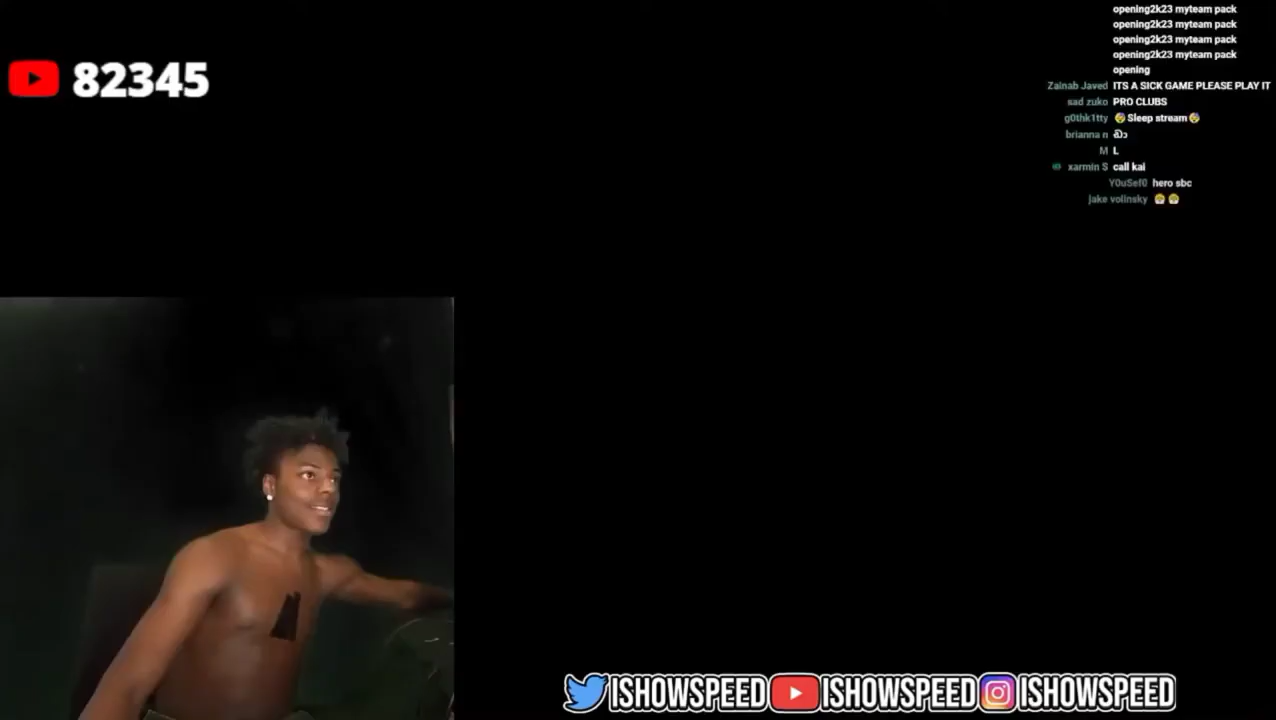 opening2k23 myteam pack
opening2k23 myteam pack
opening2k23 myteam pack
opening2k23 myteam pack
opening
Zainab Javed ITS A SICK GAME PLEASE PLAY IT
sad zuko PRO CLUBS
g0thk1tty Sleep stream
brianna n
M L
xarmin S call kai
Y0uSef0 hero sbc
jake volinsky
82345
ISHOWSPEED ISHOWSPEED ISHOWSPEED